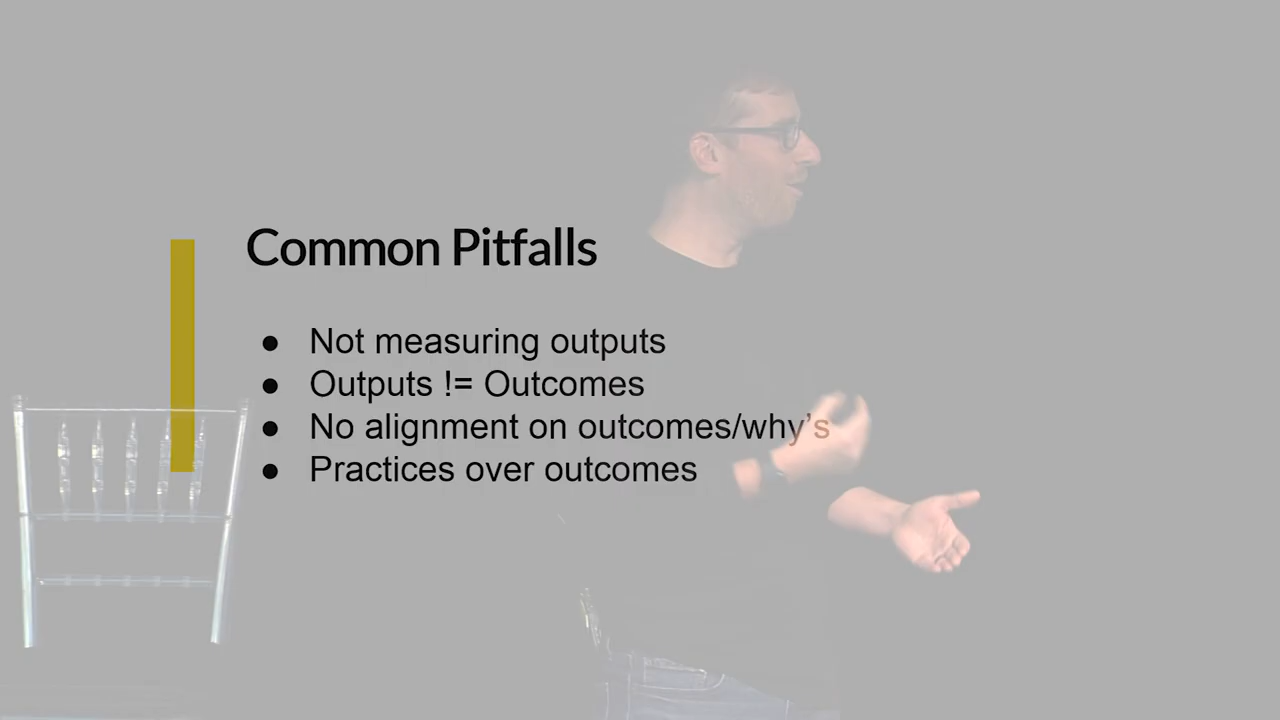 Common Pitfalls
● Not measuring outputs
● Outputs != Outcomes
● No alignment on outcomes/why's
● Practices over outcomes